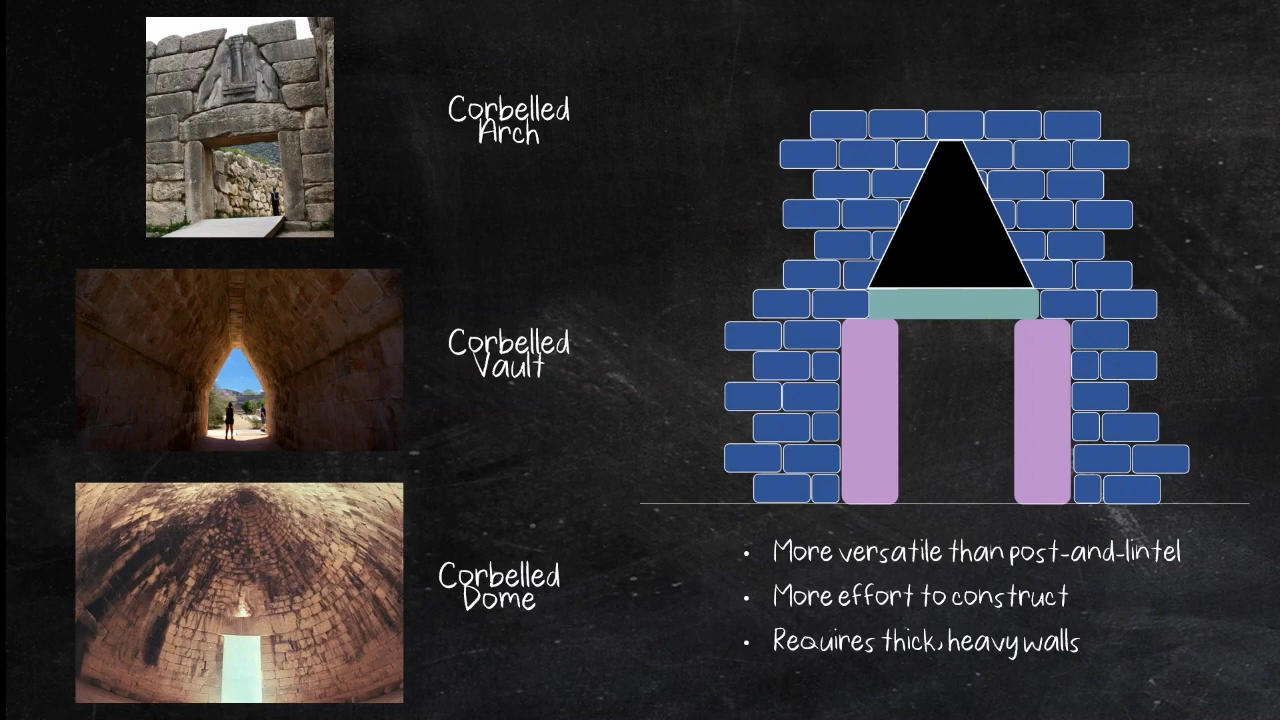 Corbelled
Arch
Corbelled
Vault
Corbelled
Dome
• More versatile than post-and-lintel
• More effort to construct
• Requires thick, heavy walls